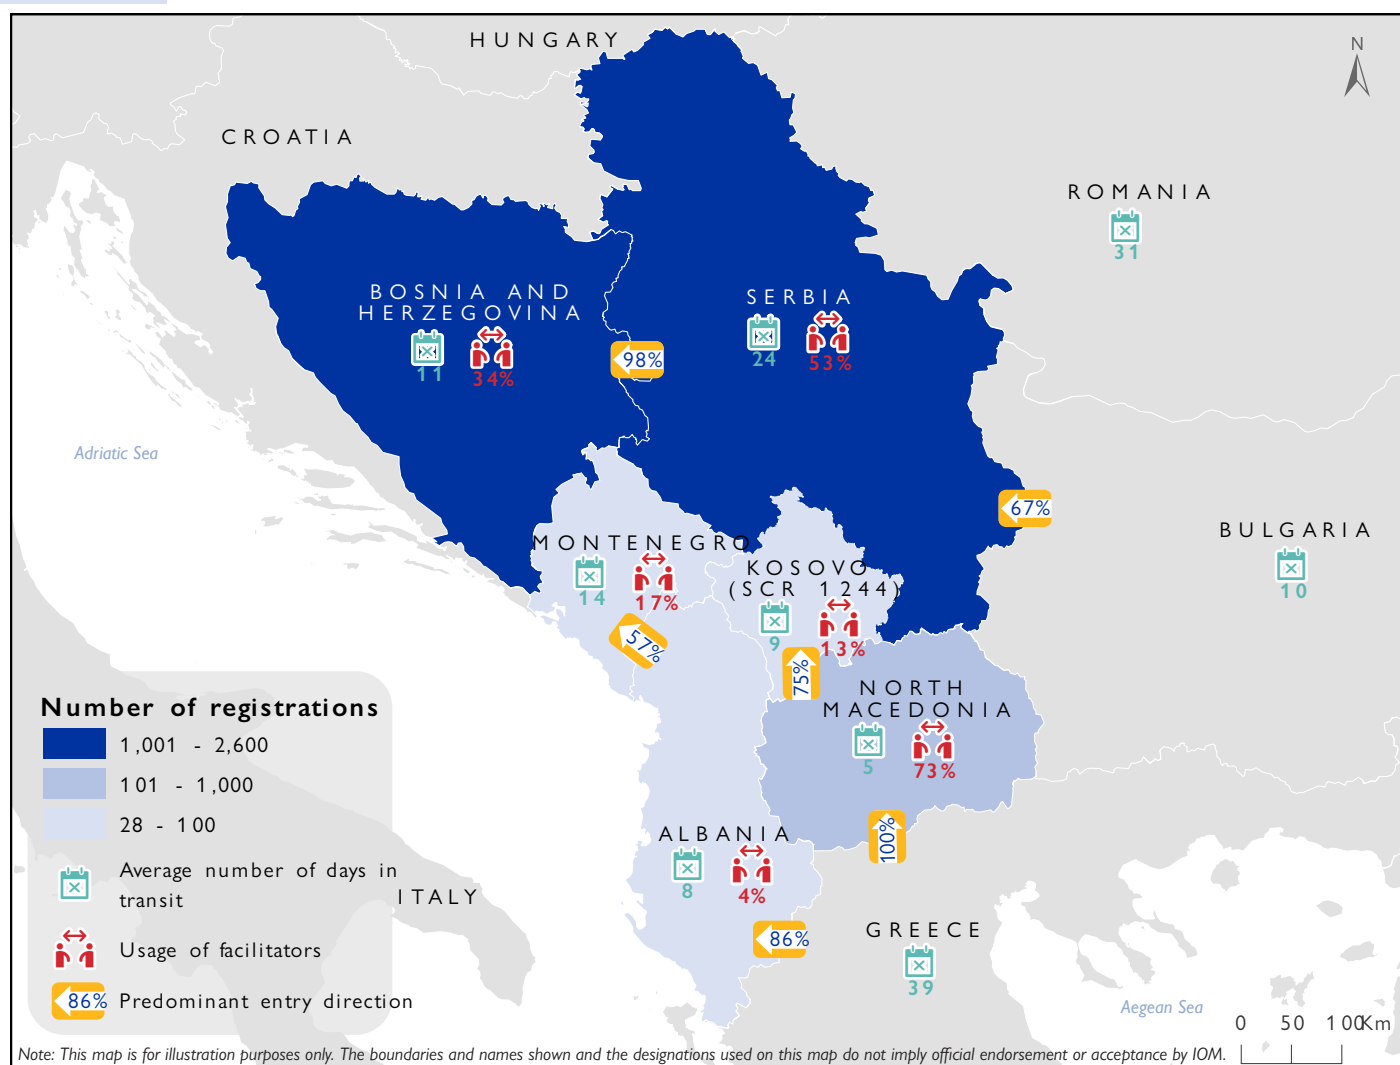 HUNGARY
N
CROATIA
ROMANIA
31
BOSNIA AND
HERZEGOVINA
11
34%
SERBIA
24
53%
98%
Adriatic Sea
67%
BULGARIA
10
MONTENEGRO
14
17%
KOSOVO
(SCR 1244)
9
13%
57%
75%
NORTH
MACEDONIA
5
73%
100%
ALBANIA
8
4%
86%
GREECE
39
ITALY
Aegean Sea
Number of registrations
1,001 - 2,600
101 - 1,000
28 - 100
Average number of days in
transit
Usage of facilitators
86% Predominant entry direction
0 50 100Km
Note: This map is for illustration purposes only. The boundaries and names shown and the designations used on this map do not imply official endorsement or acceptance by IOM.